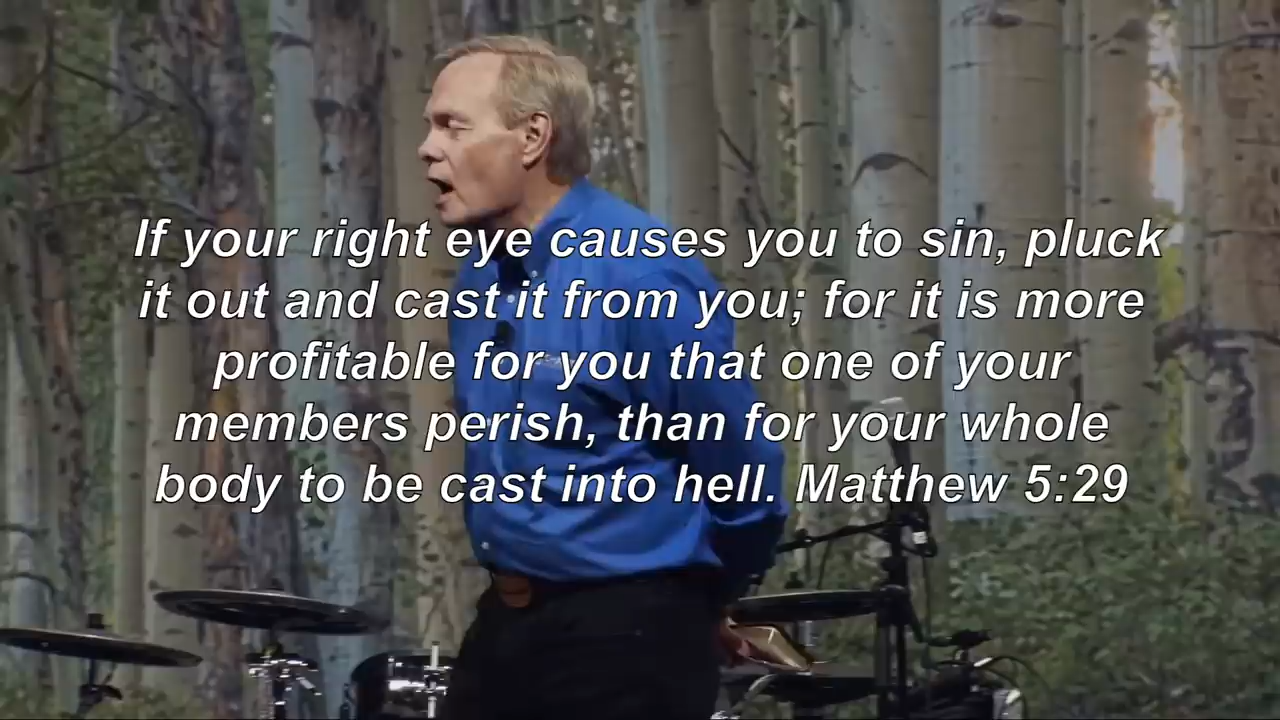 If your right eye causes you to sin, pluck
it out and cast it from you; for it is more
profitable for you that one of your
members perish, than for your whole
body to be cast into hell. Matthew 5:29